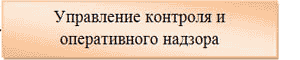 Управление контроля и
оперативного надзора